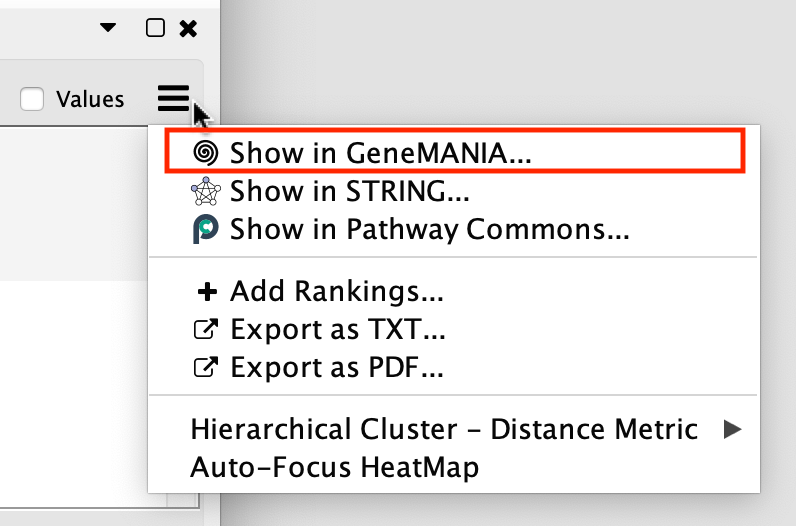 Values
Show in GeneMANIA...
Show in STRING...
Show in Pathway Commons...
Add Rankings...
Export as TXT...
Export as PDF...
Hierarchical Cluster - Distance Metric
Auto-Focus HeatMap